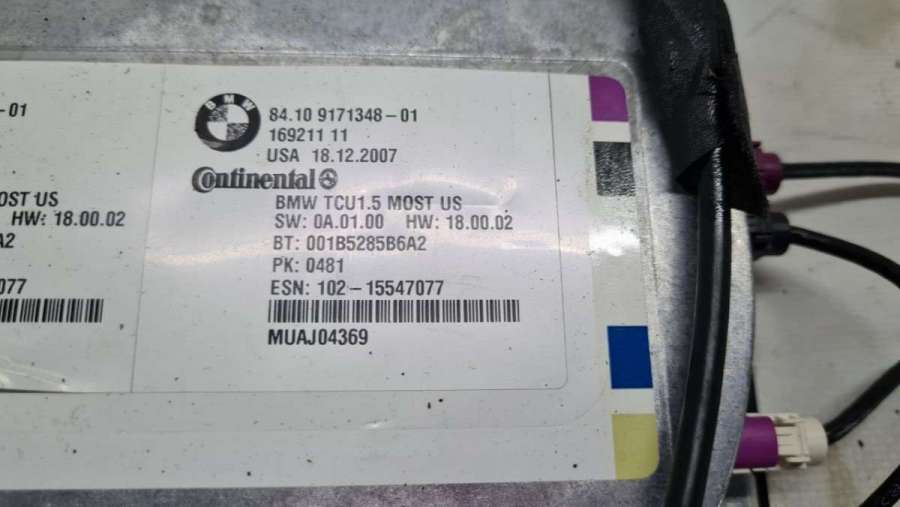 -01
MOST US
HW: 18.00.02
A2
077
BMW
84.10 9171348-01
169211 11
USA 18.12.2007
Continental
BMW TCU1.5 MOST US
SW: 0A.01.00 HW: 18.00.02
BT: 001B5285B6A2
PK: 0481
ESN: 102-15547077
MUAJ04369